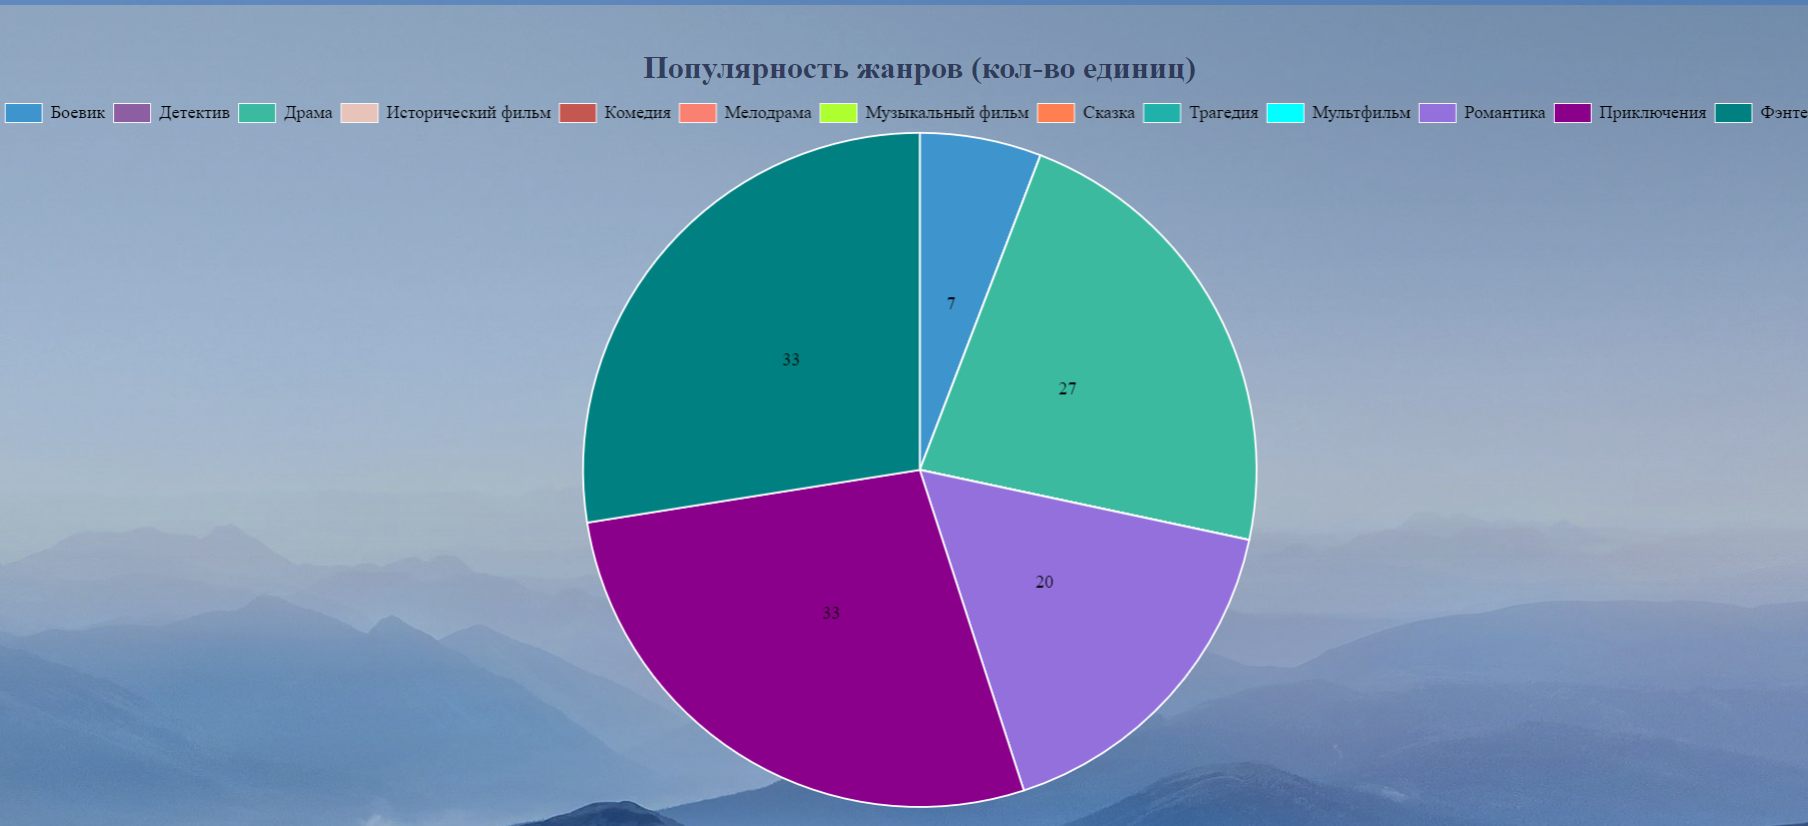 Популярность жанров (кол-во единиц)
Боевик Детектив Драма Исторический фильм Комедия Мелодрама Музыкальный фильм Сказка Трагедия Мультфильм Романтика Приключения Фэнте
7
33
27
20
33